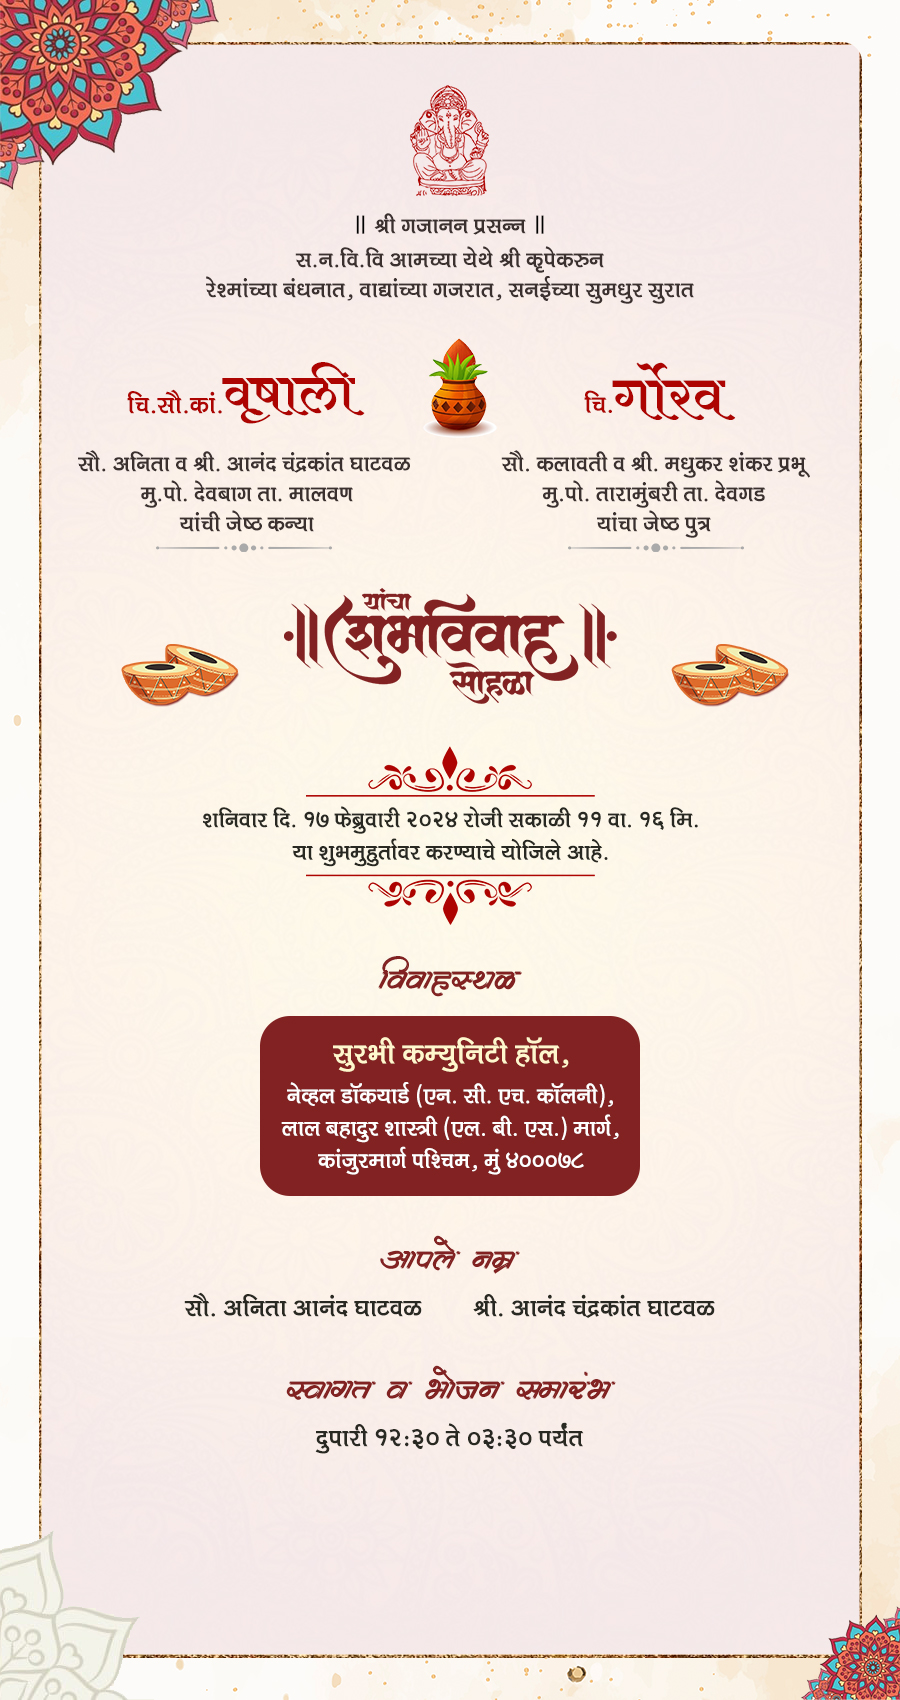 ॥ श्री गजानन प्रसन्न ॥
स.न.वि.वि आमच्या येथे श्री कृपेकरुन
रेश्मांच्या बंधनात, वाद्यांच्या गजरात, सनईच्या सुमधुर सुरात
चि.सौ.कां.वृषाली
सौ. अनिता व श्री. आनंद चंद्रकांत घाटवळ
मु.पो. देवबाग ता. मालवण
यांची जेष्ठ कन्या
चि.गौरव
सौ. कलावती व श्री. मधुकर शंकर प्रभू
मु.पो. तारामुंबरी ता. देवगड
यांचा जेष्ठ पुत्र
यांचा
॥ शुभविवाह ॥
सोहळा
शनिवार दि. १७ फेब्रुवारी २०२४ रोजी सकाळी ११ वा. १६ मि.
या शुभमुहुर्तावर करण्याचे योजिले आहे.
विवाहस्थळ
सुरभी कम्युनिटी हॉल,
नेव्हल डॉकयार्ड (एन. सी. एच. कॉलनी),
लाल बहादुर शास्त्री (एल. बी. एस.) मार्ग,
कांजुरमार्ग पश्चिम, मुं ४०००७८
आपले नम्र
सौ. अनिता आनंद घाटवळ श्री. आनंद चंद्रकांत घाटवळ
स्वागत व भोजन समारंभ
दुपारी १२:३० ते ०३:३० पर्यंत